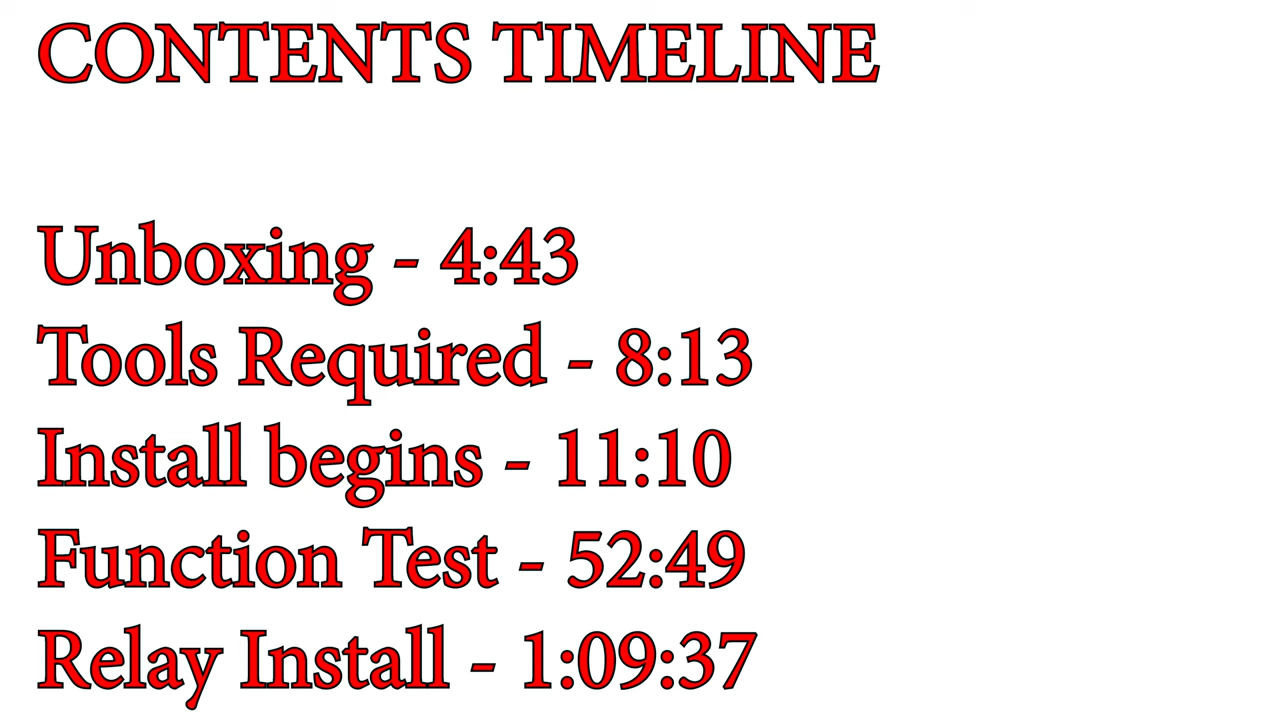 CONTENTS TIMELINE
Unboxing - 4:43
Tools Required - 8:13
Install begins - 11:10
Function Test - 52:49
Relay Install - 1:09:37